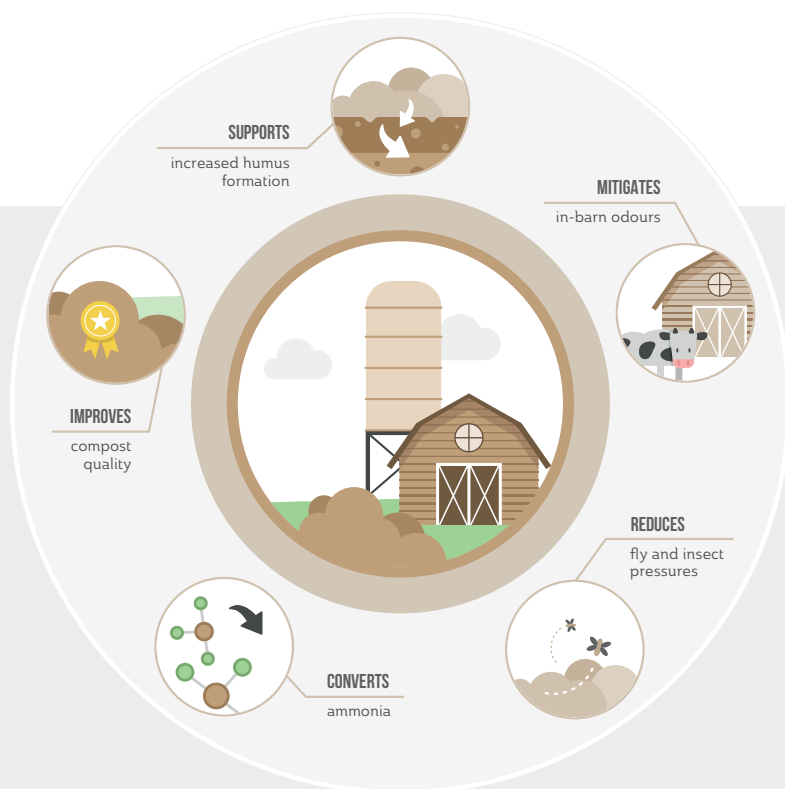 SUPPORTS
increased humus
formation
MITIGATES
in-barn odours
IMPROVES
compost
quality
REDUCES
fly and insect
pressures
CONVERTS
ammonia